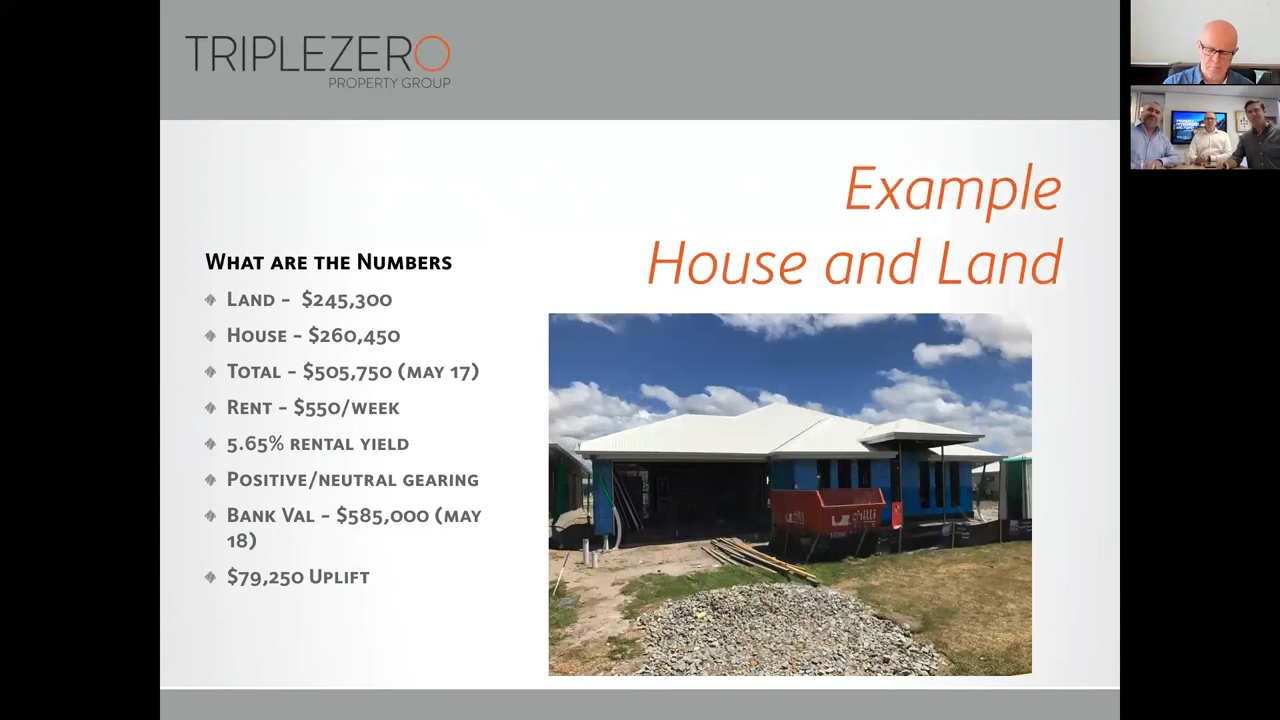 TRIPLEZERO
PROPERTY GROUP
Example
House and Land
WHAT ARE THE NUMBERS
LAND - $245,300
HOUSE - $260,450
TOTAL - $505,750 (MAY 17)
RENT - $550/WEEK
5.65% RENTAL YIELD
POSITIVE/NEUTRAL GEARING
BANK VAL - $585,000 (MAY
18)
$79,250 UPLIFT
chilli